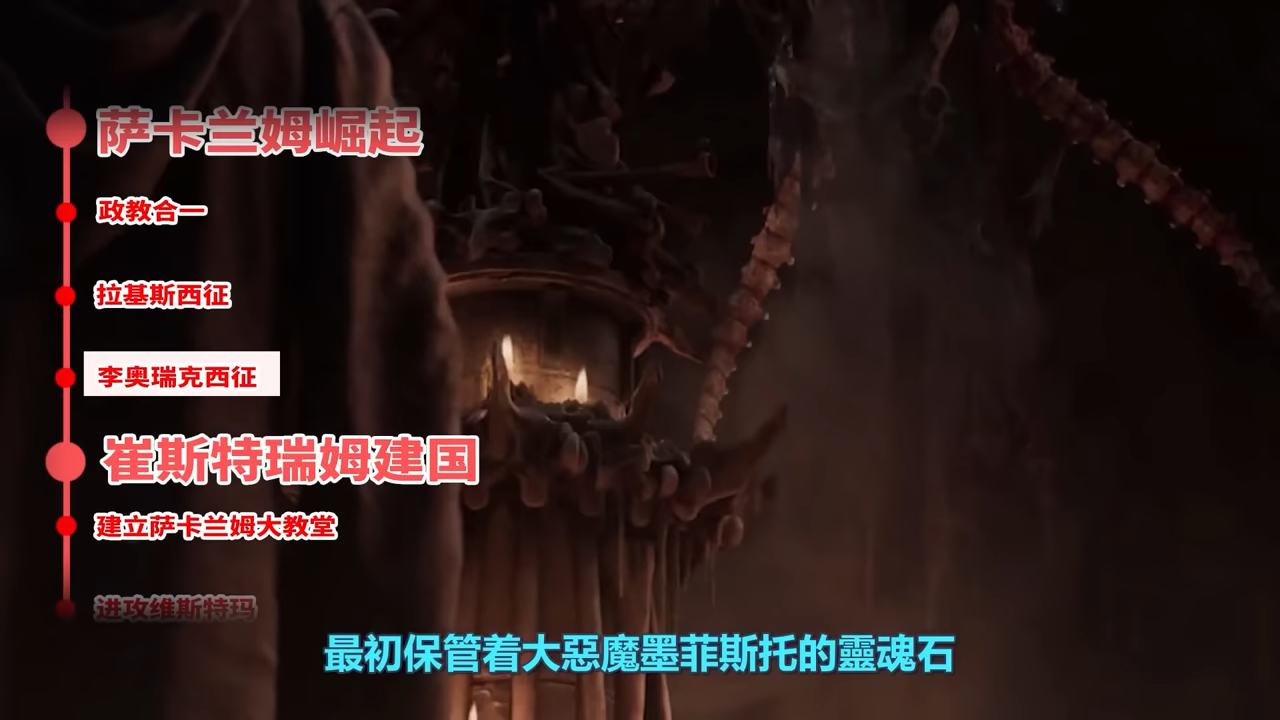 萨卡兰姆崛起
政教合一
拉基斯西征
李奥瑞克西征
崔斯特瑞姆建国
建立萨卡兰姆大教堂
进攻维斯特玛
最初保管着大惡魔墨菲斯托的靈魂石